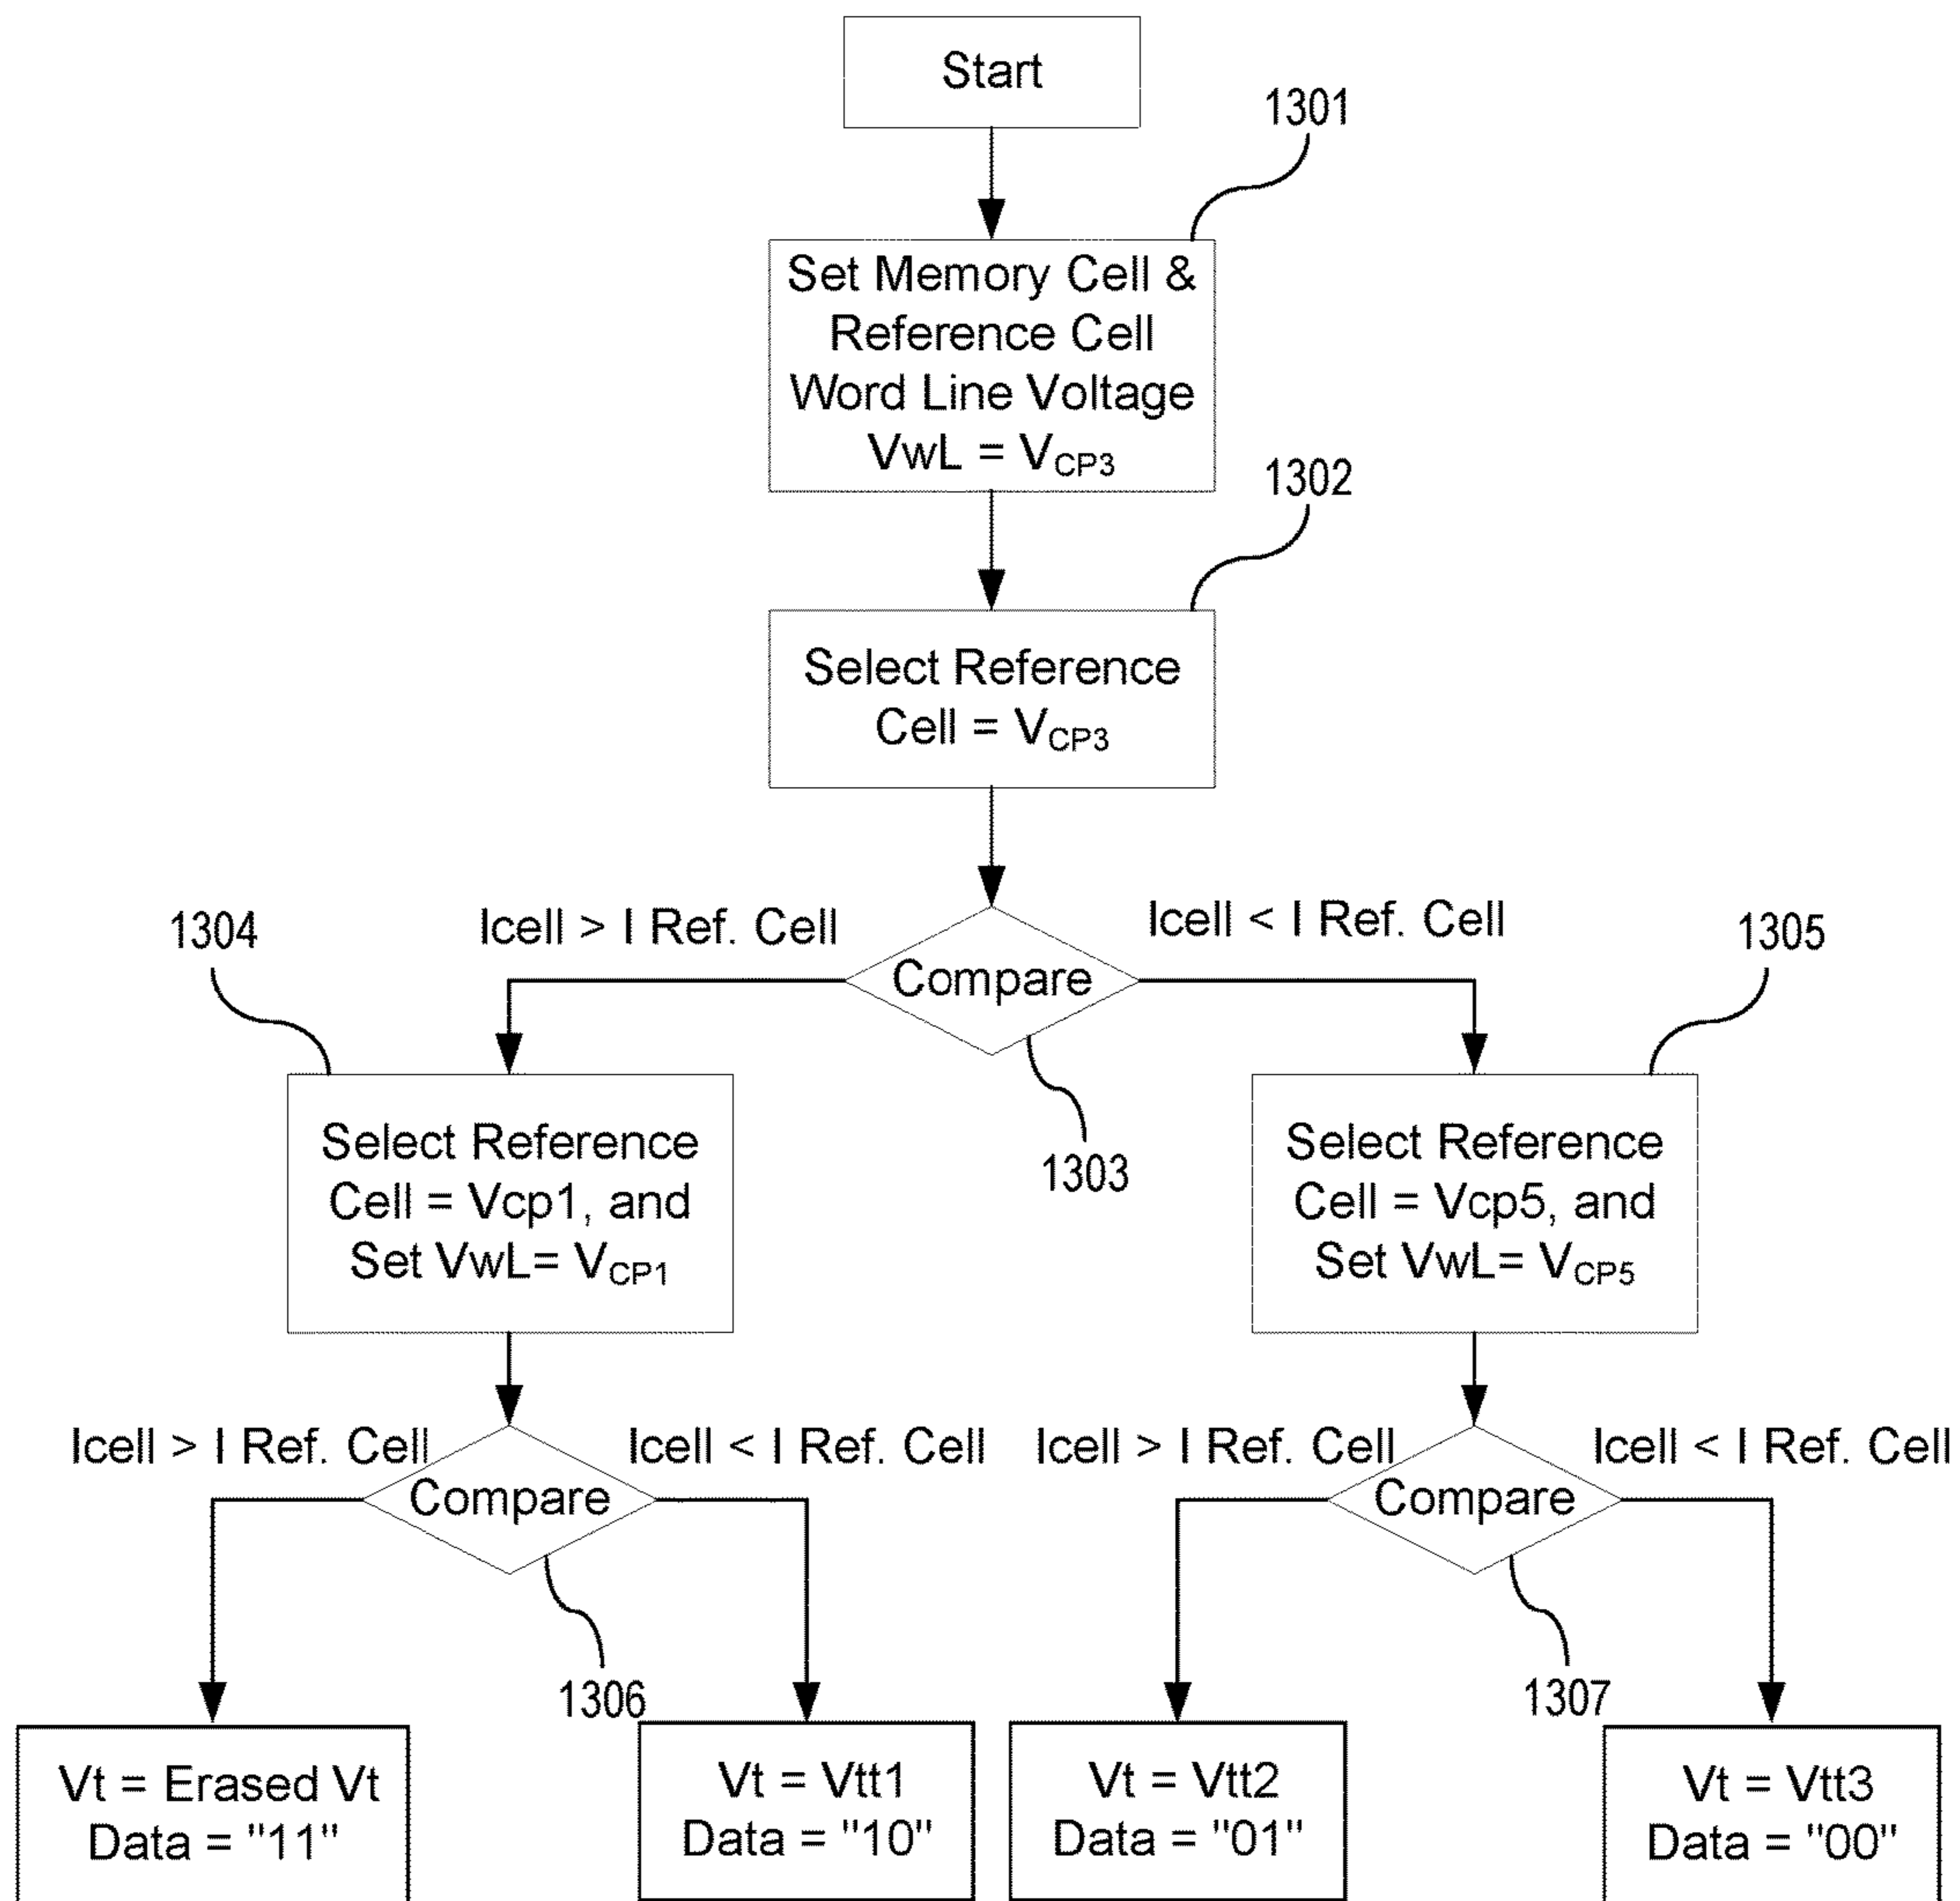 Start
1301
Set Memory Cell &
Reference Cell
Word Line Voltage
VwL = VCP3
1302
Select Reference
Cell = VCP3
Icell > I Ref. Cell
Icell < I Ref. Cell
1304
Compare
1305
1303
Select Reference
Cell = Vcp1, and
Set VwL= VCP1
Select Reference
Cell = Vcp5, and
Set VwL= VCP5
Icell > I Ref. Cell
Icell < I Ref. Cell
Compare
1306
Icell > I Ref. Cell
Icell < I Ref. Cell
Compare
1307
Vt = Erased Vt
Data = "11"
Vt = Vtt1
Data = "10"
Vt = Vtt2
Data = "01"
Vt = Vtt3
Data = "00"